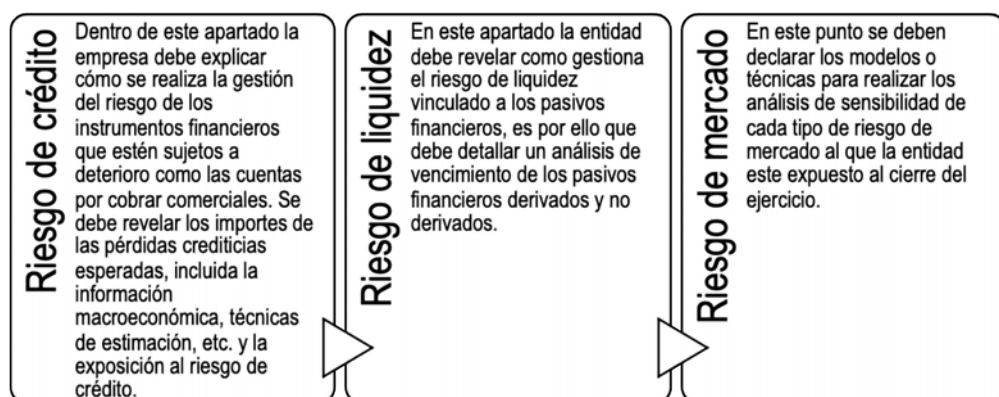 Riesgo de crédito
Dentro de este apartado la
empresa debe explicar
cómo se realiza la gestión
del riesgo de los
instrumentos financieros
que estén sujetos a
deterioro como las cuentas
por cobrar comerciales. Se
debe revelar los importes de
las pérdidas crediticias
esperadas, incluida la
información
macroeconómica, técnicas
de estimación, etc. y la
exposición al riesgo de
crédito.
Riesgo de liquidez
En este apartado la entidad
debe revelar como gestiona
el riesgo de liquidez
vinculado a los pasivos
financieros, es por ello que
debe detallar un análisis de
vencimiento de los pasivos
financieros derivados y no
derivados.
Riesgo de mercado
En este punto se deben
declarar los modelos o
técnicas para realizar los
análisis de sensibilidad de
cada tipo de riesgo de
mercado al que la entidad
este expuesto al cierre del
ejercicio.